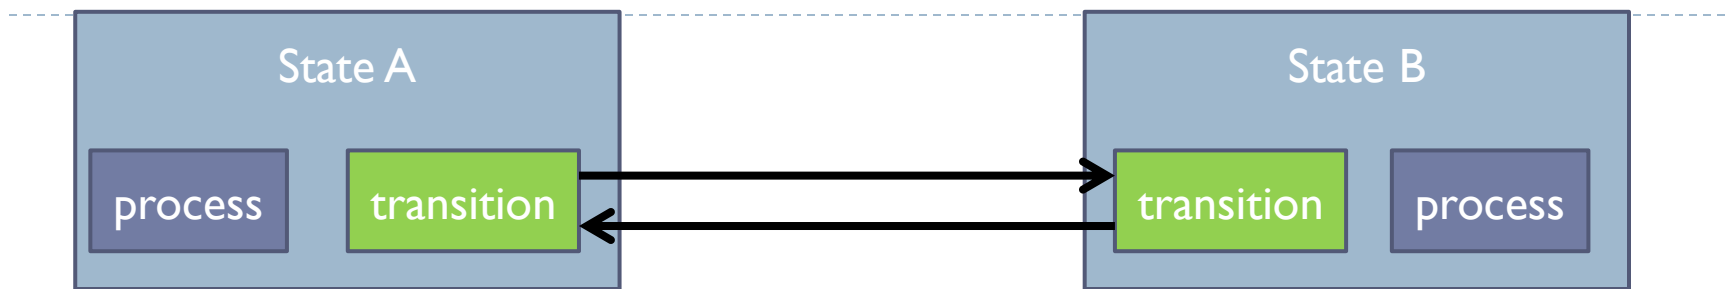 State A
State B
process
transition
transition
process